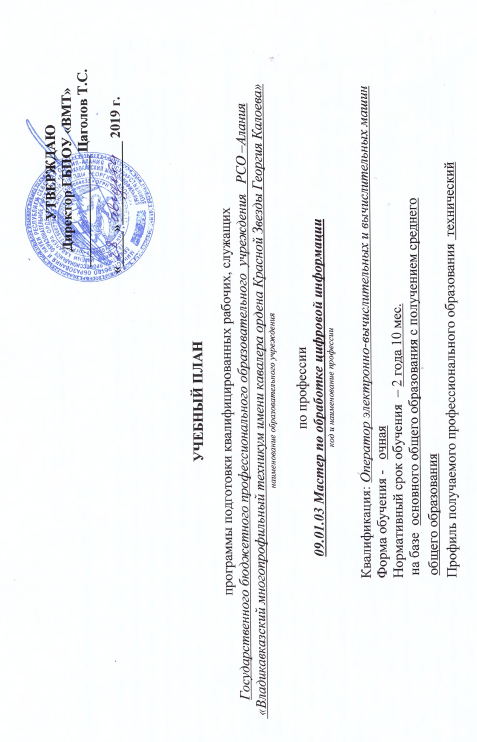 УТВЕРЖДАЮ
Директор ГБПОУ «ВМТ»
Цаголов Т.С.
« » 2019 г.
УЧЕБНЫЙ ПЛАН
программы подготовки квалифицированных рабочих, служащих
Государственного бюджетного профессионального образовательного учреждения РСО –Алания
«Владикавказский многопрофильный техникум имени кавалера ордена Красной Звезды Георгия Калоева»
наименование образовательного учреждения
по профессии
09.01.03 Мастер по обработке цифровой информации
код и наименование профессии
Квалификация: Оператор электронно-вычислительных и вычислительных машин
Форма обучения - очная
Нормативный срок обучения – 2 года 10 мес.
на базе основного общего образования с получением среднего
общего образования
Профиль получаемого профессионального образования технический